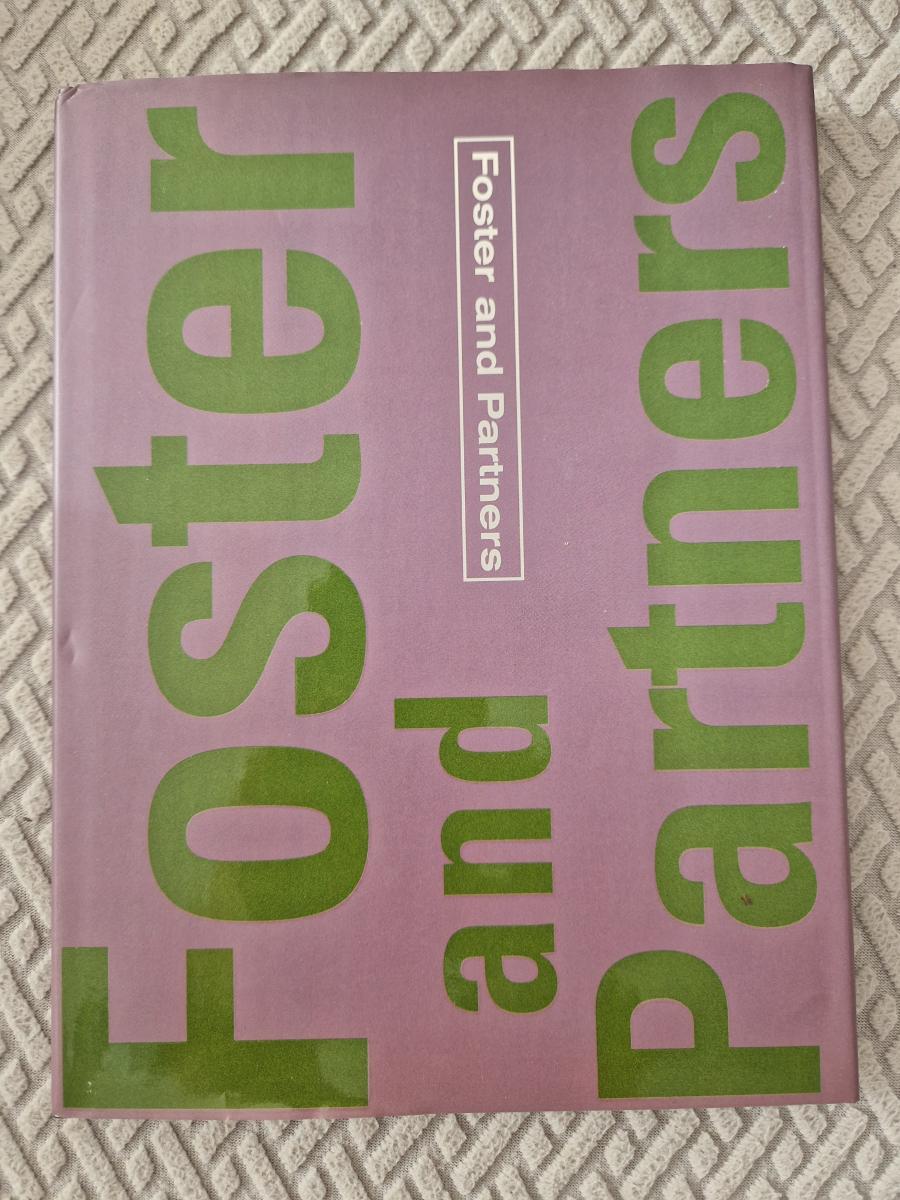 Foster
and
Partners
Foster and Partners